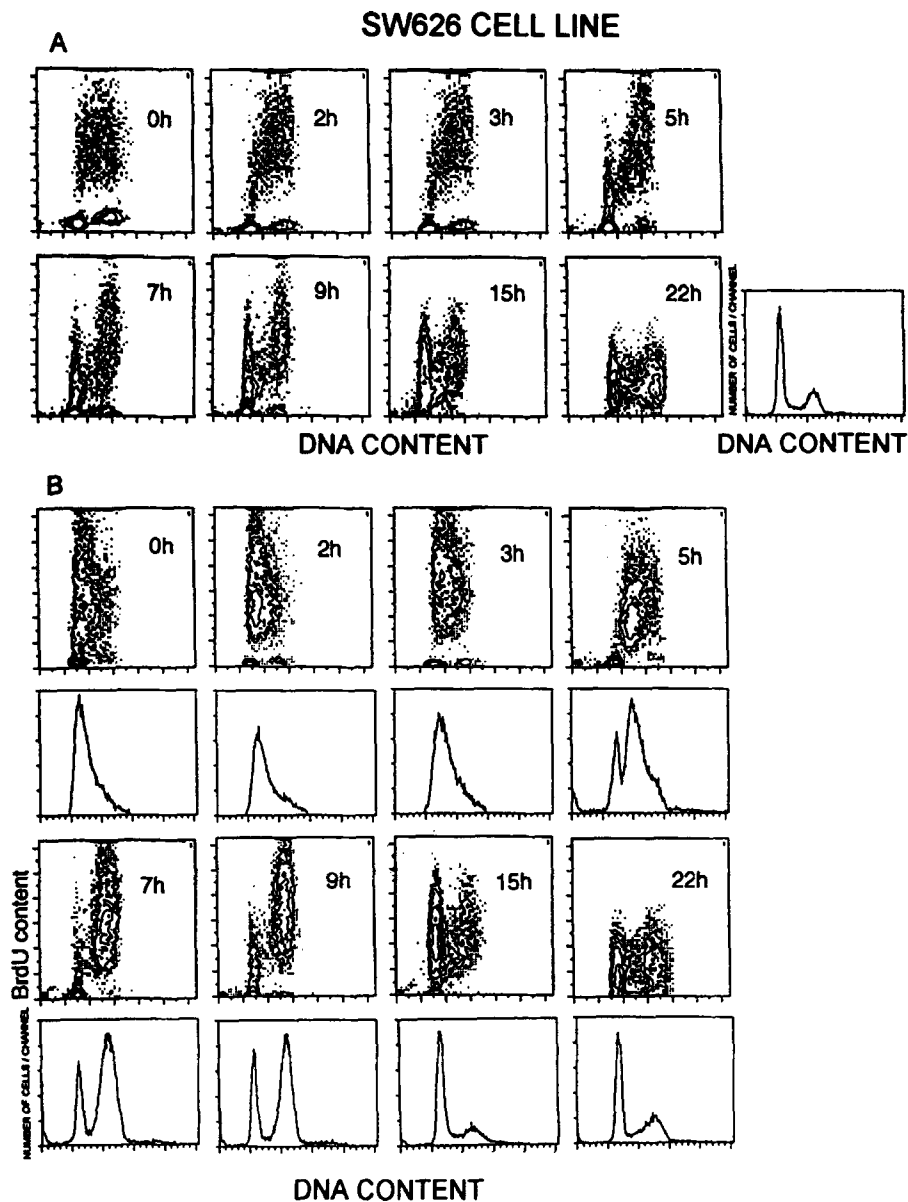 SW626 CELL LINE
A
0h
2h
3h
5h
7h
9h
15h
22h
NUMBER OF CELLS / CHANNEL
DNA CONTENT
DNA CONTENT
B
0h
2h
3h
5h
BrdU content
7h
9h
15h
22h
NUMBER OF CELLS / CHANNEL
DNA CONTENT